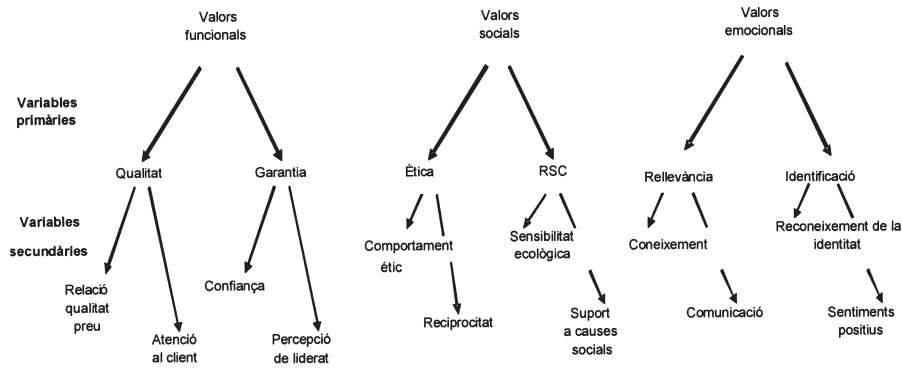 Valors
funcionals
Valors
socials
Valors
emocionals
Variables
primàries
Qualitat
Garantia
Ètica
RSC
Rellevància
Identificació
Variables
secundàries
Relació
qualitat
preu
Atenció
al client
Confiança
Percepció
de liderat
Comportament
étic
Reciprocitat
Sensibilitat
ecològica
Suport
a causes
socials
Coneixement
Comunicació
Reconeixement de la
identitat
Sentiments
positius